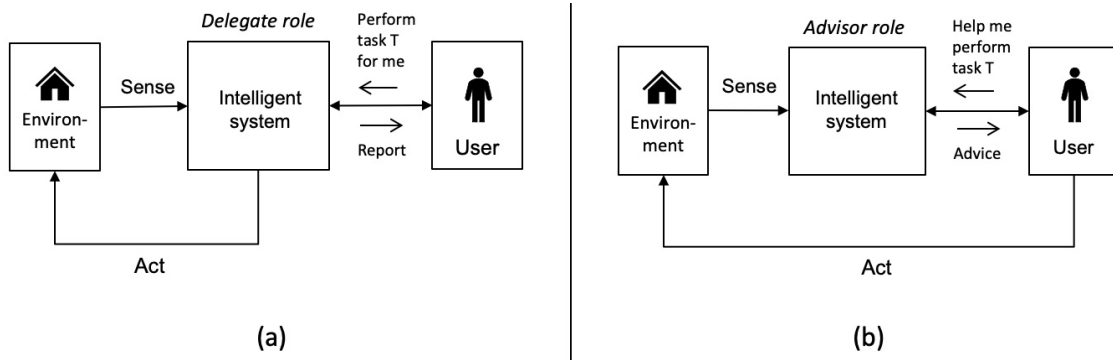 Delegate role
Perform
task T
for me
Sense
Environ-
ment
Intelligent
system
Report
User
Act
(a)
Advisor role
Help me
perform
task T
Sense
Environ-
ment
Intelligent
system
Advice
User
Act
(b)